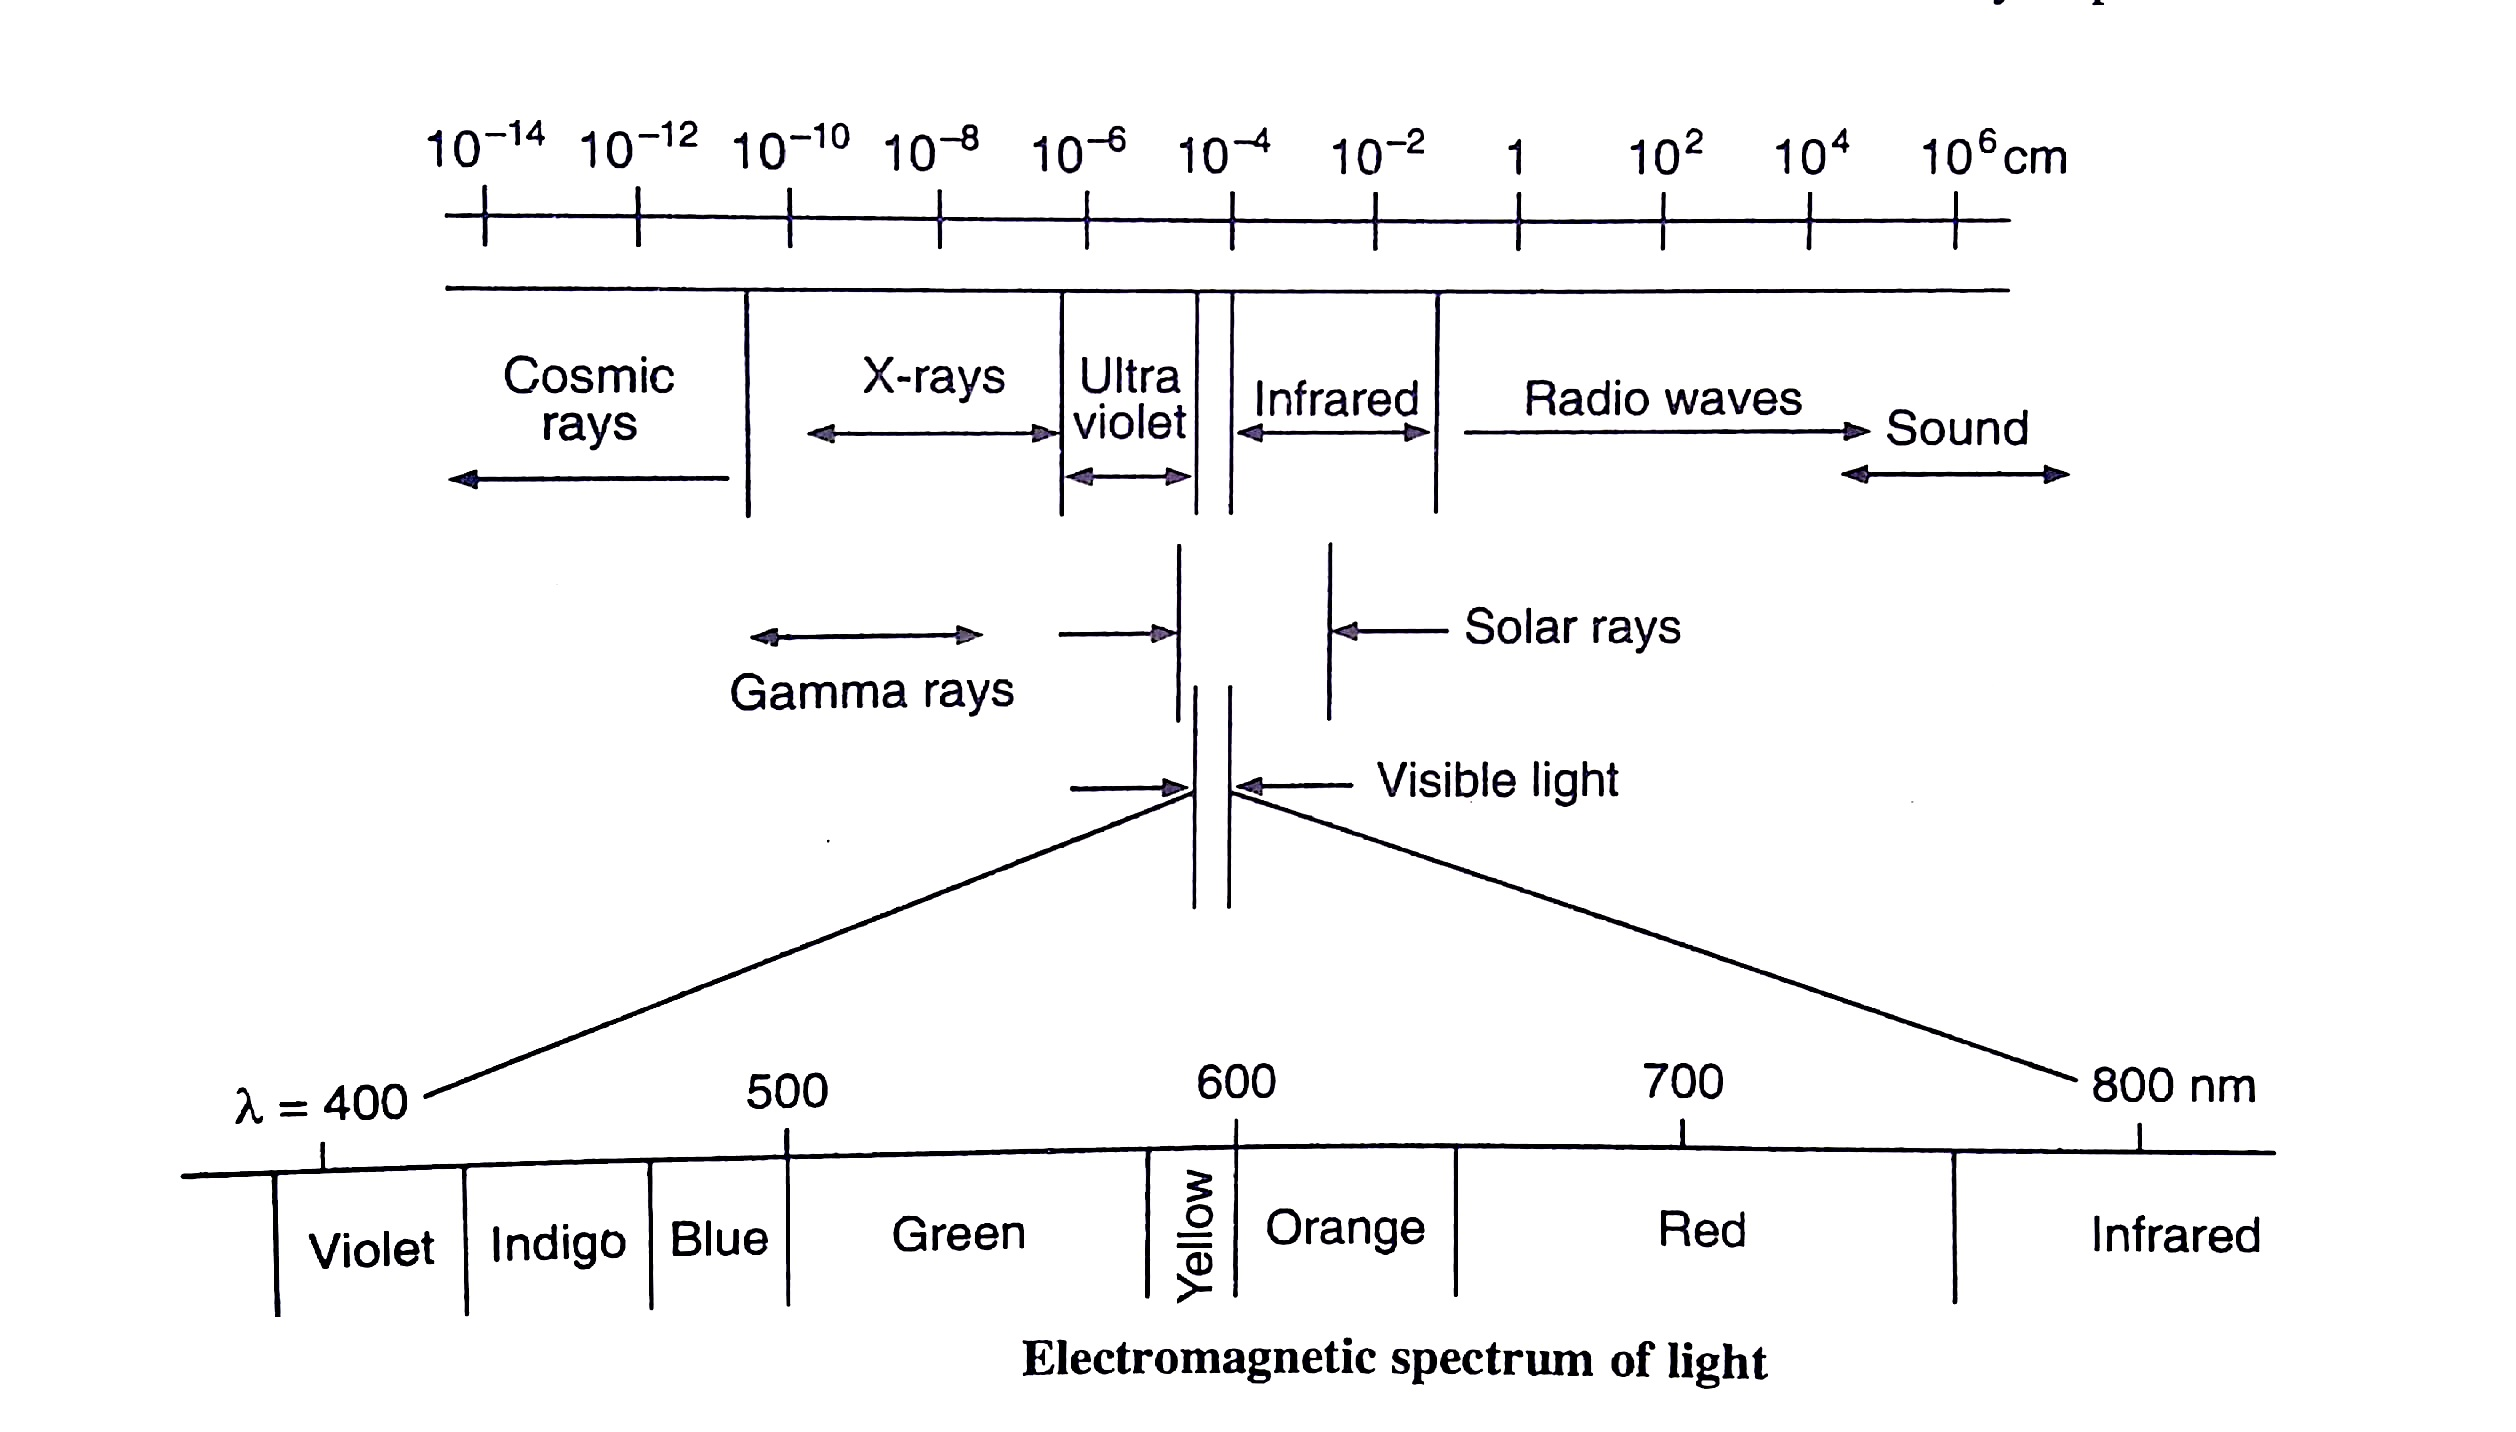 10⁻¹⁴ 10⁻¹² 10⁻¹⁰ 10⁻⁸ 10⁻⁶ 10⁻⁴ 10⁻² 1 10² 10⁴ 10⁶ cm
Cosmic
rays
X-rays
Ultra
violet
Infrared
Radio waves
Sound
Gamma rays
Solar rays
Visible light
λ = 400 500 600 700 800 nm
Violet Indigo Blue Green Yellow Orange Red Infrared
Electromagnetic spectrum of light